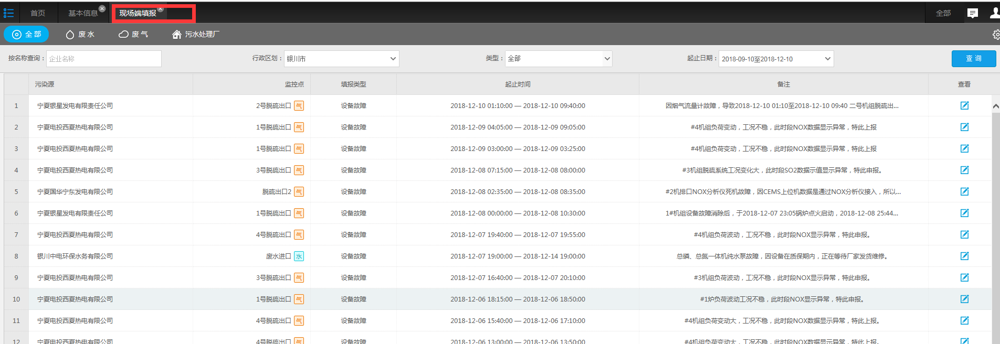 首页 基本信息 现场端填报 全部
全部 废水 废气 污水处理厂
按名称查询： 企业名称 行政区划： 银川市 类型： 全部 起止日期： 2018-09-10至2018-12-10 查 询
污染源 监控点 填报类型 起止时间 备注 查看
1 宁夏银星发电有限责任公司 2号脱硫出口 气 设备故障 2018-12-10 01:10:00 — 2018-12-10 09:40:00 因烟气流量计故障，导致2018-12-10 01:10至2018-12-10 09:40 二号机组脱硫出...
2 宁夏电投西夏热电有限公司 1号脱硫出口 气 设备故障 2018-12-09 04:05:00 — 2018-12-09 09:05:00 #4机组负荷变动，工况不稳，此时段NOX数据显示异常，特此上报
3 宁夏电投西夏热电有限公司 1号脱硫出口 气 设备故障 2018-12-09 03:00:00 — 2018-12-09 03:25:00 #4机组负荷变动，工况不稳，此时段NOX数据显示异常，特此上报
4 宁夏电投西夏热电有限公司 3号脱硫出口 气 设备故障 2018-12-08 07:15:00 — 2018-12-08 08:00:00 #3机组脱硫系统工况变化大，此时段SO2数据示值显示异常，特此申报。
5 宁夏国华宁东发电有限公司 脱硫出口2 气 设备故障 2018-12-08 02:35:00 — 2018-12-08 08:35:00 #2机排口NOX分析仪死机故障，因CEMS上位机数据是通过NOX分析仪接入，所以...
6 宁夏银星发电有限责任公司 1号脱硫出口 气 设备故障 2018-12-08 00:00:00 — 2018-12-08 10:30:00 1#机组设备故障消除后，于2018-12-07 23:05锅炉点火启动，2018-12-08 25:44...
7 宁夏电投西夏热电有限公司 4号脱硫出口 气 设备故障 2018-12-07 19:40:00 — 2018-12-07 19:55:00 #4机组负荷波动，工况不稳，此时段NOX显示异常，特此申报。
8 银川中电环保水务有限公司 废水进口 水 设备故障 2018-12-07 19:00:00 — 2018-12-14 19:00:00 总磷、总氮一体机纯水泵故障，因设备在质保期内，正在等待厂家发货维修。
9 宁夏电投西夏热电有限公司 3号脱硫出口 气 设备故障 2018-12-07 16:40:00 — 2018-12-07 20:10:00 #3机组负荷波动，工况不稳，此时段NOX显示异常，特此申报。
10 宁夏电投西夏热电有限公司 1号脱硫出口 气 设备故障 2018-12-06 18:15:00 — 2018-12-06 18:50:00 #1炉负荷波动工况不稳，此时段NOX显示异常，特此申报。
11 宁夏电投西夏热电有限公司 4号脱硫出口 气 设备故障 2018-12-06 15:40:00 — 2018-12-06 17:10:00 #4机组负荷变动大，工况不稳，此时段NOX数据显示异常，特此上报。
12 宁夏电投西夏热电有限公司 4号脱硫出口 气 设备故障 2018-12-06 13:00:00 — 2018-12-06 13:50:00 #4机组负荷变动大，工况不稳，此时段NOX数据显示异常，特此上报。